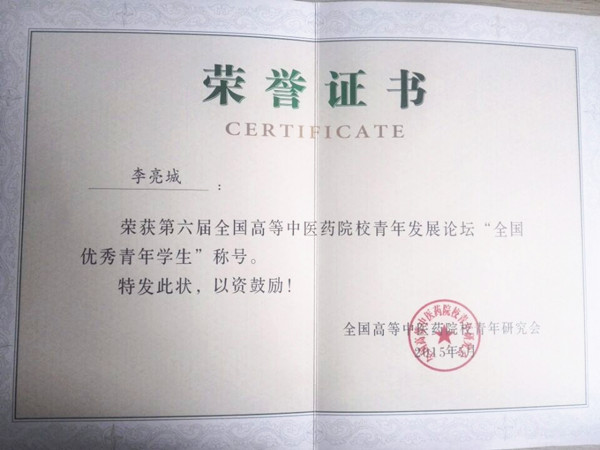 荣誉证书
CERTIFICATE
李亮城：
荣获第六届全国高等中医药院校青年发展论坛“全国
优秀青年学生”称号。
特发此状，以资鼓励！
全国高等中医药院校青年研究会
2015年 月